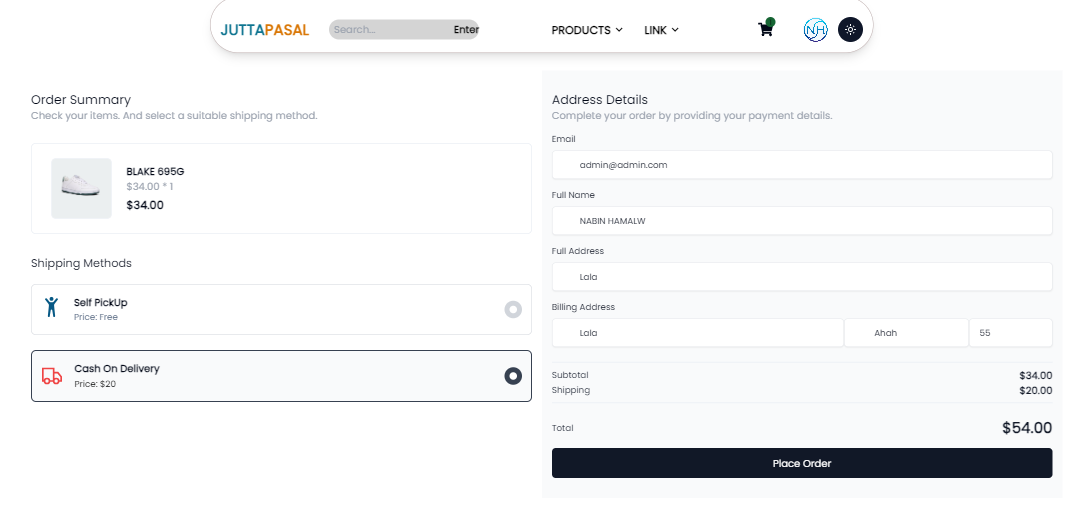 JUTTAPASAL Search... Enter PRODUCTS LINK NH
Order Summary
Check your items. And select a suitable shipping method.
BLAKE 695G
$34.00 * 1
$34.00
Shipping Methods
Self PickUp
Price: Free
Cash On Delivery
Price: $20
Address Details
Complete your order by providing your payment details.
Email
admin@admin.com
Full Name
NABIN HAMALW
Full Address
Lala
Billing Address
Lala Ahah 55
Subtotal $34.00
Shipping $20.00
Total $54.00
Place Order